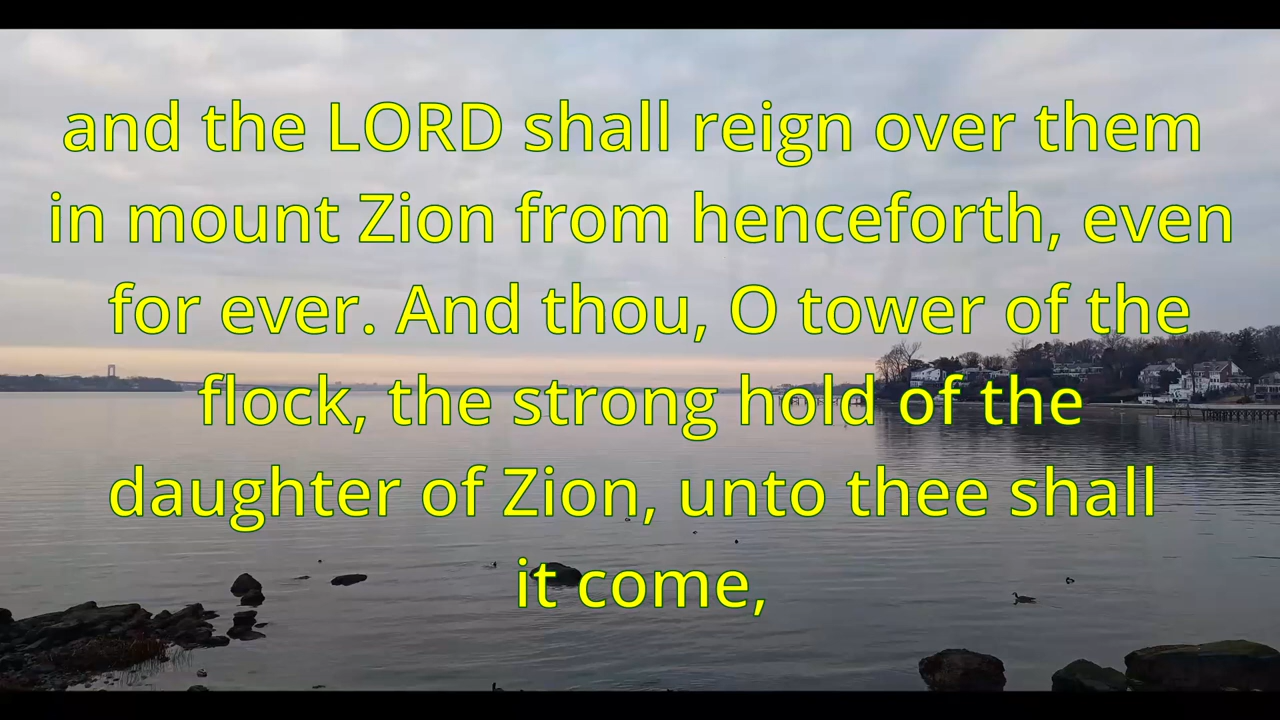 and the LORD shall reign over them
in mount Zion from henceforth, even
for ever. And thou, O tower of the
flock, the strong hold of the
daughter of Zion, unto thee shall
it come,